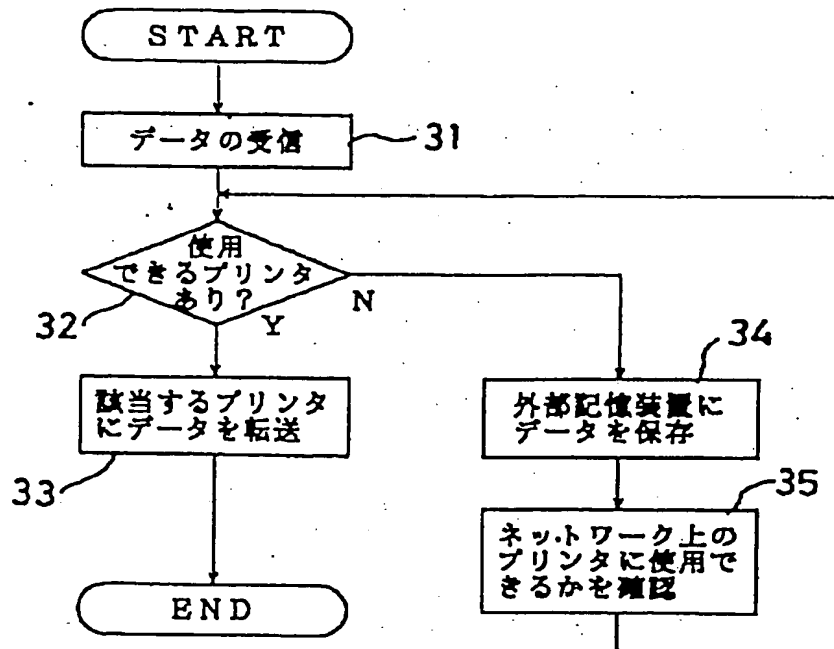 START
データの受信
31
使用
できるプリンタ
あり?
32
Y
N
該当するプリンタ
にデータを転送
33
END
34
外部記憶装置に
データを保存
35
ネットワーク上の
プリンタに使用で
きるかを確認